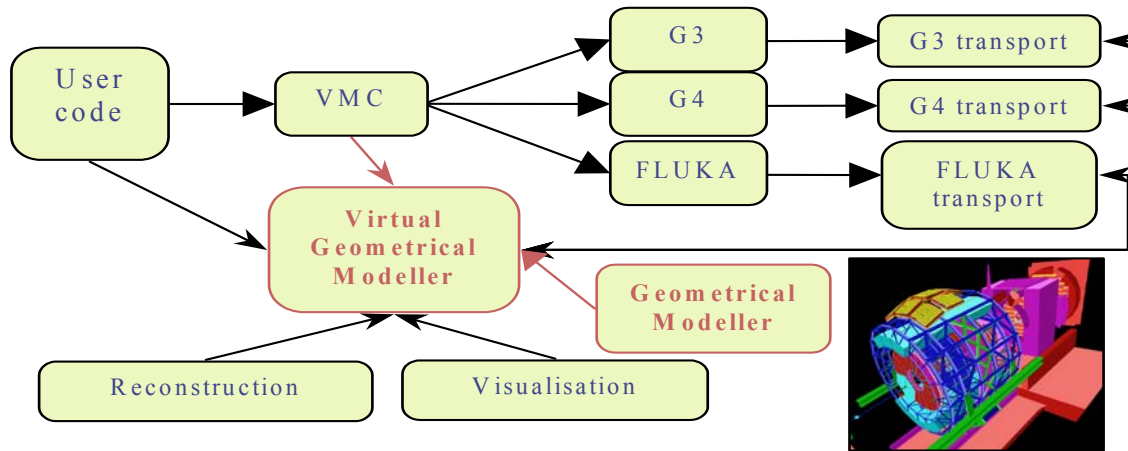 G3
G3 transport
User
code
VMC
G4
G4 transport
FLUKA
FLUKA
transport
Virtual
Geometrical
Modeller
Geometrical
Modeller
Reconstruction
Visualisation